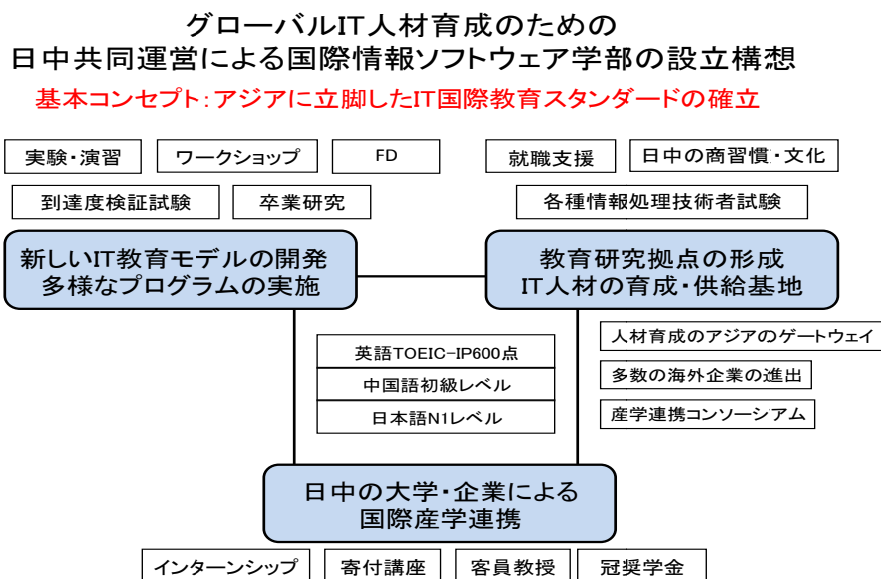 グローバルIT人材育成のための
日中共同運営による国際情報ソフトウェア学部の設立構想
基本コンセプト：アジアに立脚したIT国際教育スタンダードの確立
実験・演習
ワークショップ
FD
就職支援
日中の商習慣・文化
到達度検証試験
卒業研究
各種情報処理技術者試験
新しいIT教育モデルの開発
多様なプログラムの実施
教育研究拠点の形成
IT人材の育成・供給基地
英語TOEIC-IP600点
中国語初級レベル
日本語N1レベル
人材育成のアジアのゲートウェイ
多数の海外企業の進出
産学連携コンソーシアム
日中の大学・企業による
国際産学連携
インターンシップ
寄付講座
客員教授
冠奨学金